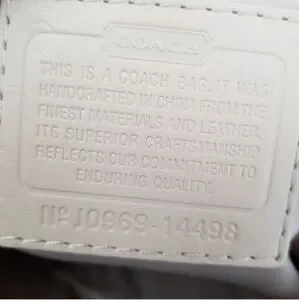 COACH
THIS IS A COACH BAG. IT WAS
HANDCRAFTED IN CHINA FROM THE
FINEST MATERIALS AND LEATHER.
ITS SUPERIOR CRAFTSMANSHIP
REFLECTS OUR COMMITMENT TO
ENDURING QUALITY.
Nº J0969-14498